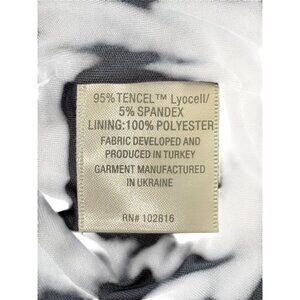 95% TENCEL™ Lyocell/
5% SPANDEX
LINING:100% POLYESTER
FABRIC DEVELOPED AND
PRODUCED IN TURKEY
GARMENT MANUFACTURED
IN UKRAINE
RN# 102816